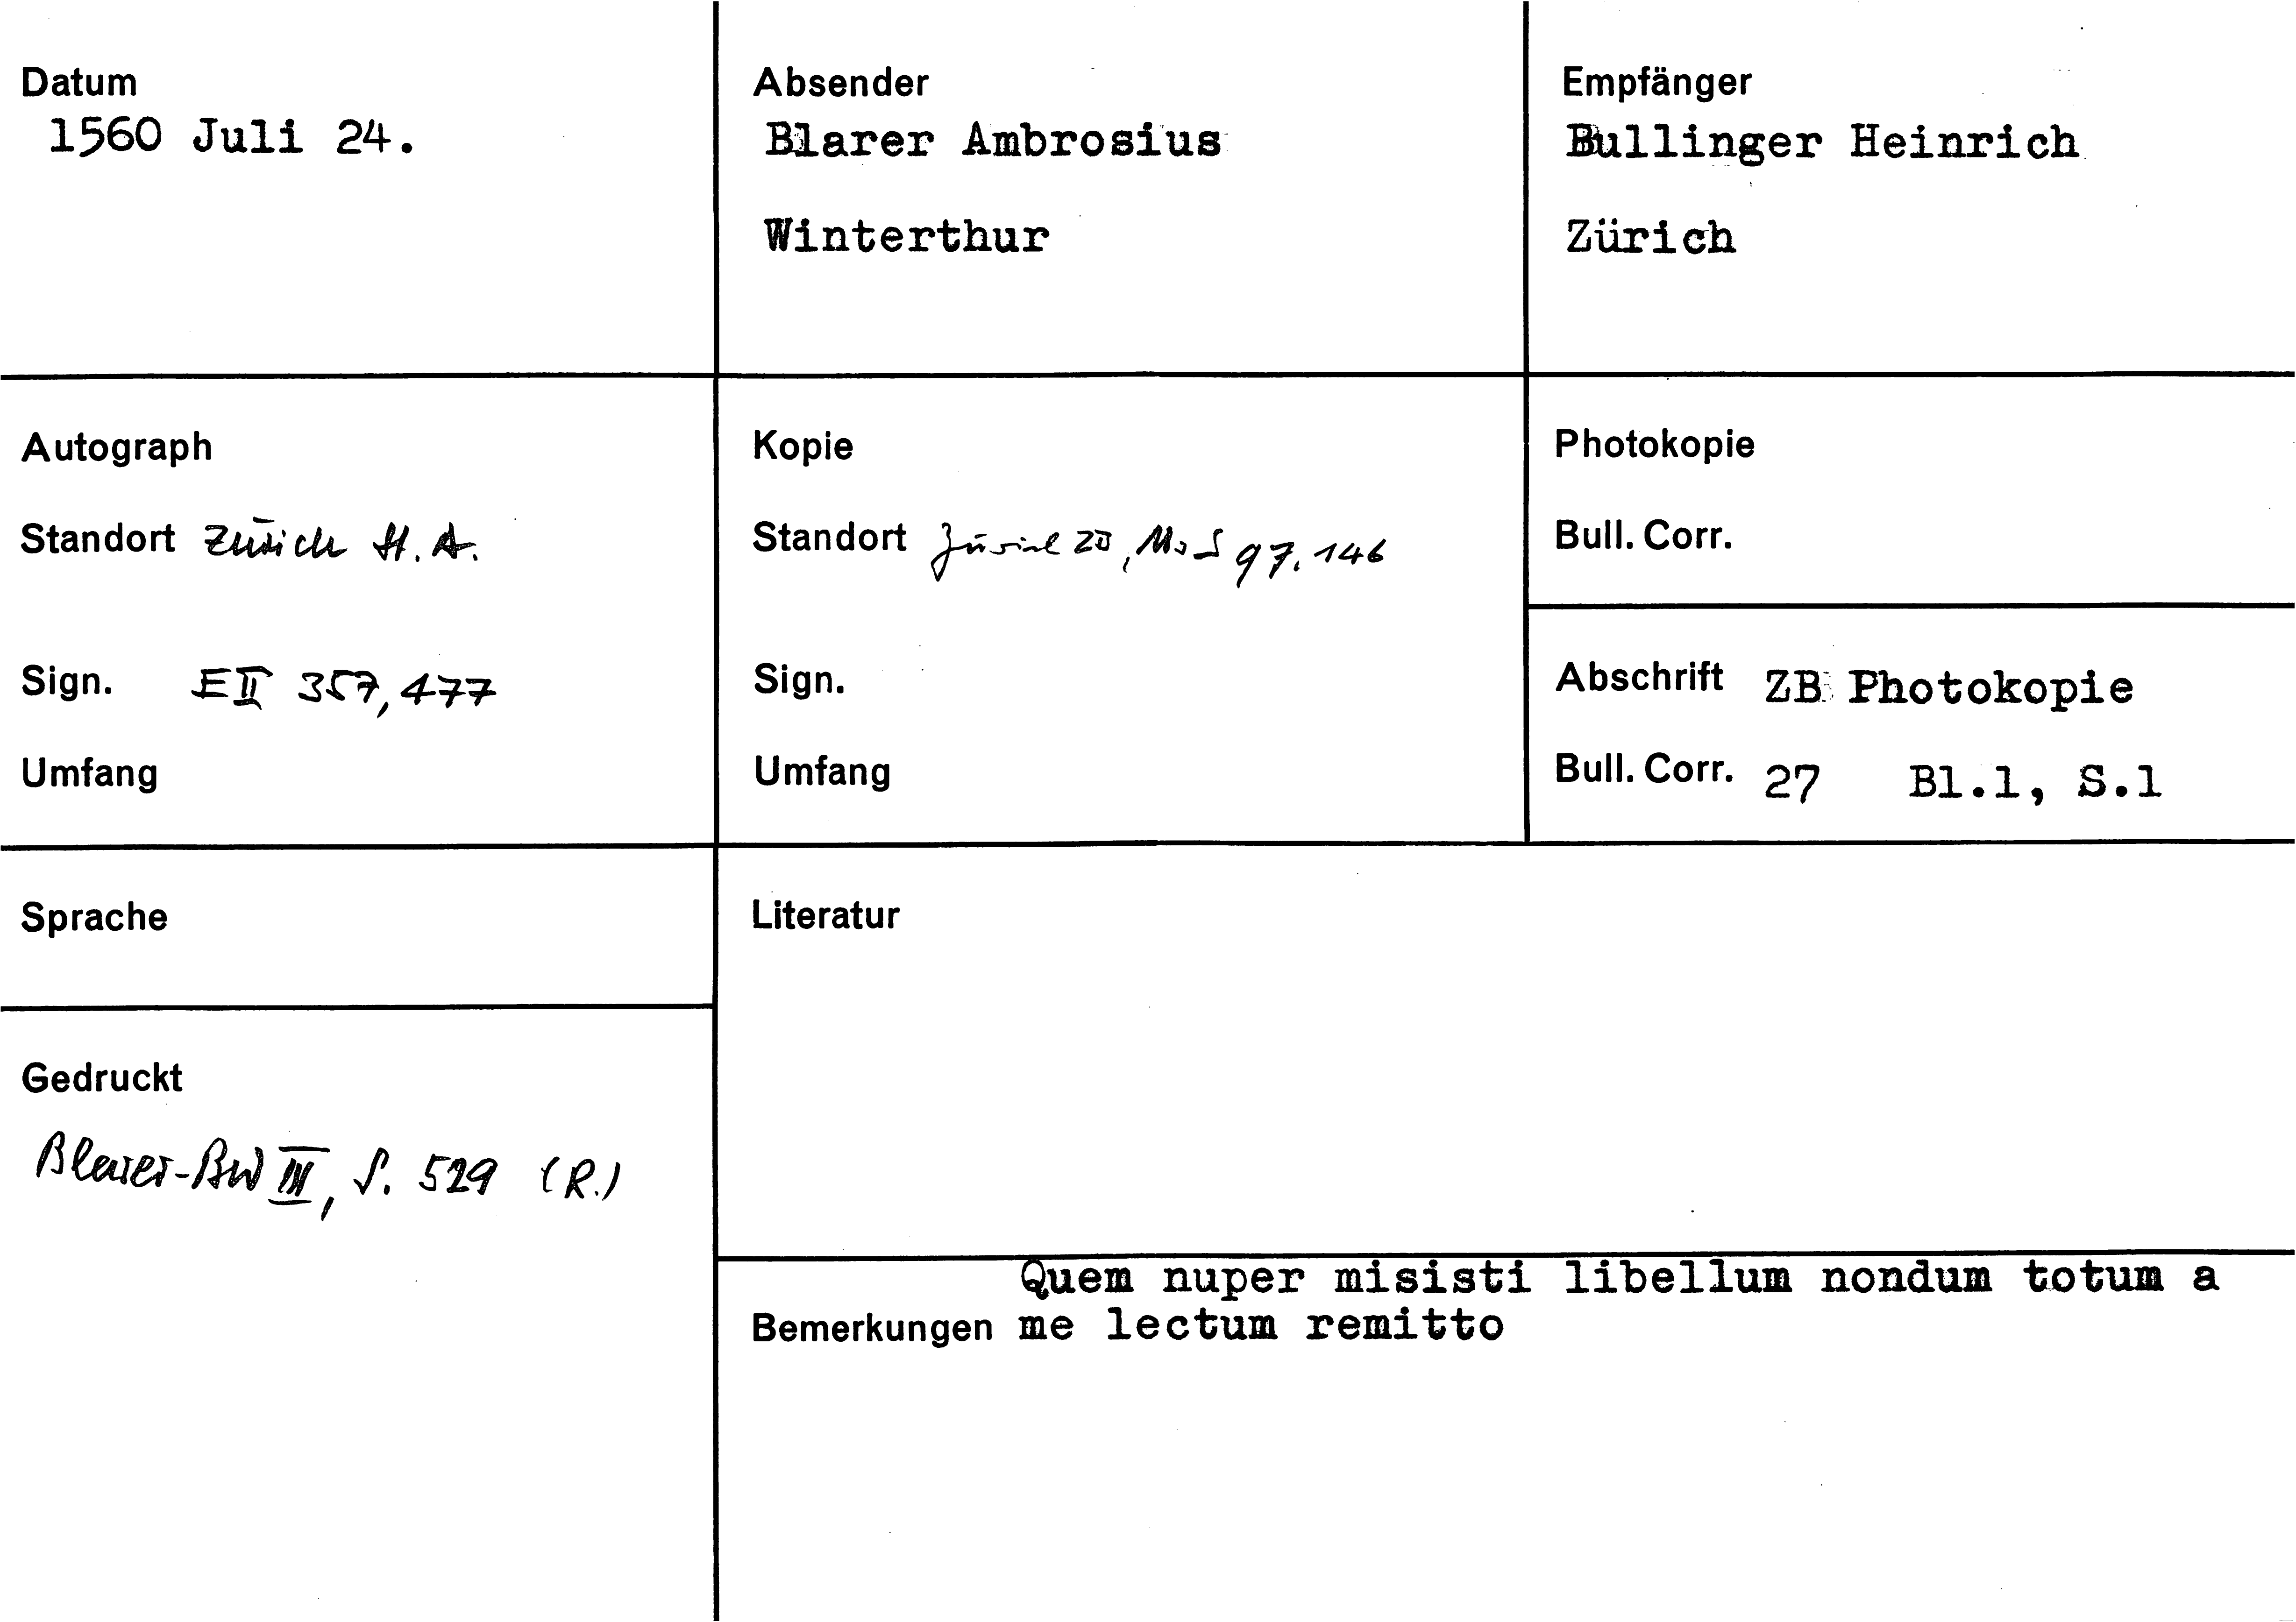 Datum
1560 Juli 24.
Absender
Blarer Ambrosius
Winterthur
Empfänger
Bullinger Heinrich
Zürich
Autograph
Standort Zürich St. A.
Sign. E II 357, 477
Umfang
Kopie
Standort Zürich ZB, Ms S 97, 146
Sign.
Umfang
Photokopie
Bull. Corr.
Abschrift ZB Photokopie
Bull. Corr. 27 Bl.1, S.1
Sprache
Literatur
Gedruckt
Blarer-BW III, S. 529 (R.)
Quem nuper misisti libellum nondum totum a
Bemerkungen me lectum remitto